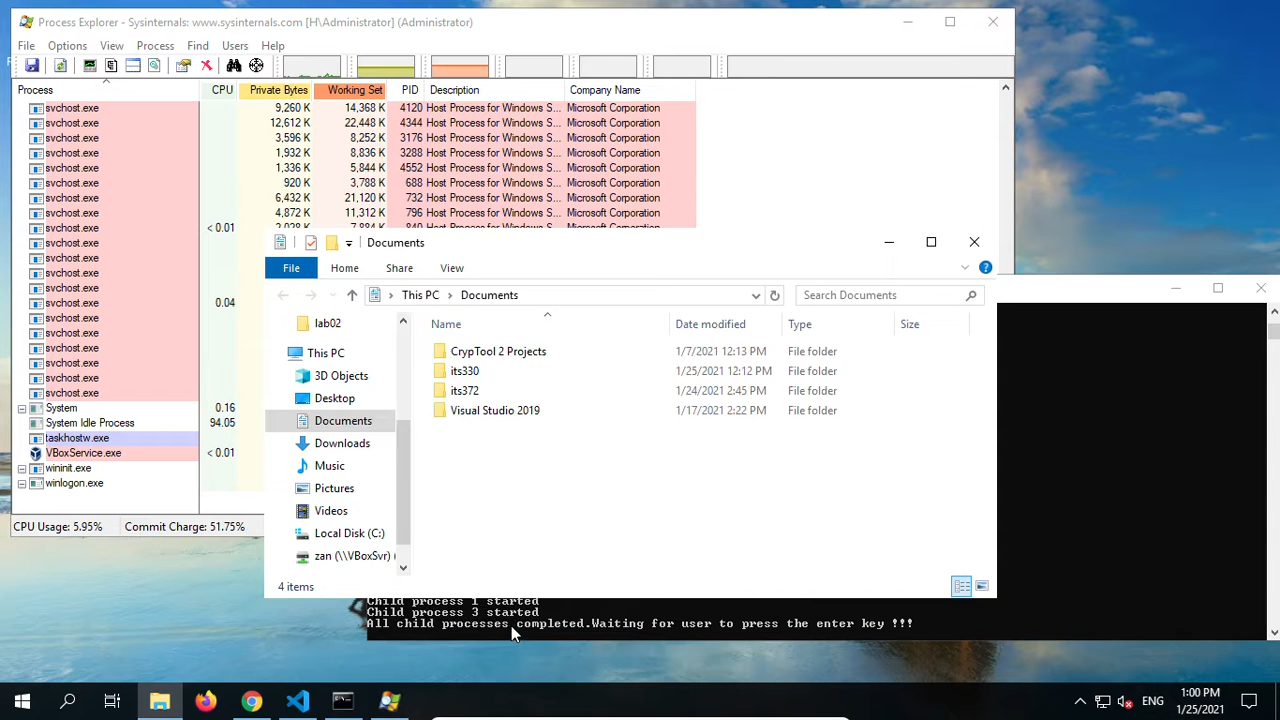 Process Explorer - Sysinternals: www.sysinternals.com [H\Administrator] (Administrator)
File Options View Process Find Users Help
Process CPU Private Bytes Working Set PID Description Company Name
svchost.exe 9,260 K 14,368 K 4120 Host Process for Windows S... Microsoft Corporation
svchost.exe 12,612 K 22,448 K 4344 Host Process for Windows S... Microsoft Corporation
svchost.exe 3,596 K 8,252 K 3176 Host Process for Windows S... Microsoft Corporation
svchost.exe 1,932 K 8,836 K 3288 Host Process for Windows S... Microsoft Corporation
svchost.exe 1,336 K 5,844 K 4552 Host Process for Windows S... Microsoft Corporation
svchost.exe 920 K 3,788 K 688 Host Process for Windows S... Microsoft Corporation
svchost.exe 6,432 K 21,120 K 732 Host Process for Windows S... Microsoft Corporation
svchost.exe 4,872 K 11,312 K 796 Host Process for Windows S... Microsoft Corporation
svchost.exe < 0.01 2,028 K 7,884 K 840 Host Process for Windows S... Microsoft Corporation
svchost.exe
svchost.exe
svchost.exe
svchost.exe
svchost.exe
svchost.exe 0.04
svchost.exe
svchost.exe
svchost.exe
svchost.exe
svchost.exe
svchost.exe
System 0.16
System Idle Process 94.05
taskhostw.exe
VBoxService.exe < 0.01
wininit.exe
winlogon.exe
CPU Usage: 5.95% Commit Charge: 51.75%
Documents
File Home Share View
This PC Documents
Search Documents
lab02
This PC
3D Objects
Desktop
Documents
Downloads
Music
Pictures
Videos
Local Disk (C:)
zan (\\VBoxSvr) (
Name Date modified Type Size
CrypTool 2 Projects 1/7/2021 12:13 PM File folder
its330 1/25/2021 12:12 PM File folder
its372 1/24/2021 2:45 PM File folder
Visual Studio 2019 1/17/2021 2:22 PM File folder
4 items
Child process 1 started
Child process 3 started
All child processes completed.Waiting for user to press the enter key !!!
ENG
1:00 PM
1/25/2021